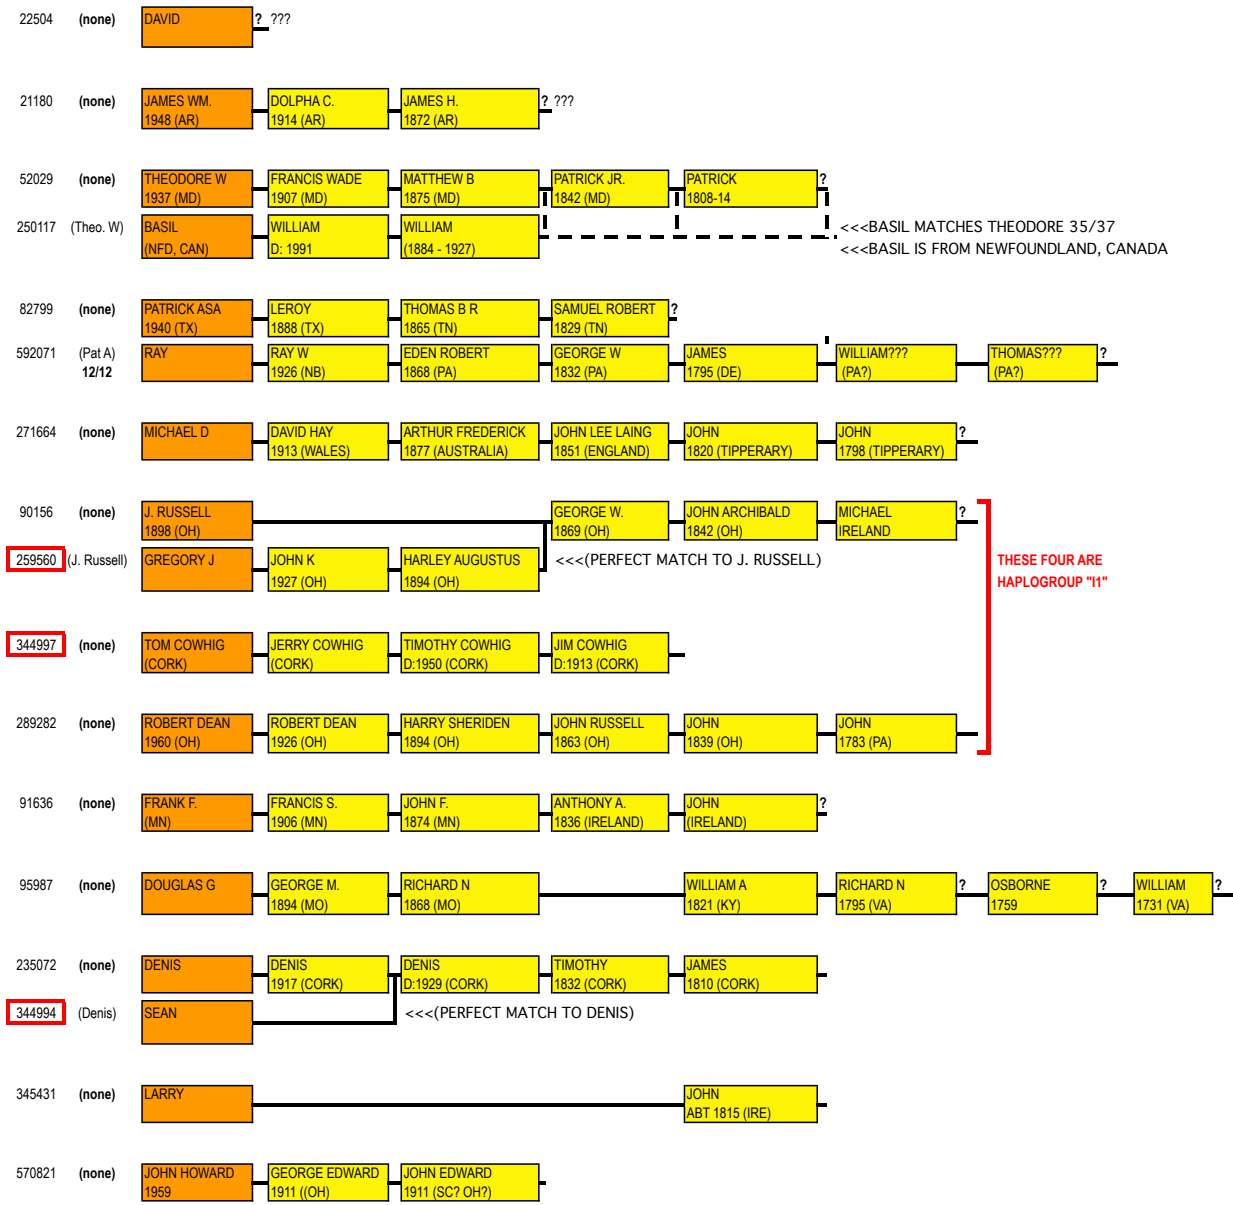 22504 (none) DAVID ? ???
21180 (none) JAMES WM. DOLPHA C. JAMES H. ? ???
1948 (AR) 1914 (AR) 1872 (AR)
52029 (none) THEODORE W FRANCIS WADE MATTHEW B PATRICK JR. PATRICK ?
1937 (MD) 1907 (MD) 1875 (MD) 1842 (MD) 1808-14
250117 (Theo. W) BASIL WILLIAM WILLIAM <<<BASIL MATCHES THEODORE 35/37
(NFD, CAN) D: 1991 (1884 - 1927) <<<BASIL IS FROM NEWFOUNDLAND, CANADA
82799 (none) PATRICK ASA LEROY THOMAS B R SAMUEL ROBERT ?
1940 (TX) 1888 (TX) 1865 (TN) 1829 (TN)
592071 (Pat A) RAY RAY W EDEN ROBERT GEORGE W JAMES WILLIAM??? THOMAS??? ?
12/12 1926 (NB) 1868 (PA) 1832 (PA) 1795 (DE) (PA?) (PA?)
271664 (none) MICHAEL D DAVID HAY ARTHUR FREDERICK JOHN LEE LAING JOHN JOHN ?
1913 (WALES) 1877 (AUSTRALIA) 1851 (ENGLAND) 1820 (TIPPERARY) 1798 (TIPPERARY)
90156 (none) J. RUSSELL GEORGE W. JOHN ARCHIBALD MICHAEL ?
1898 (OH) 1869 (OH) 1842 (OH) IRELAND
259560 (J. Russell) GREGORY J JOHN K HARLEY AUGUSTUS <<<(PERFECT MATCH TO J. RUSSELL) THESE FOUR ARE
1927 (OH) 1894 (OH) HAPLOGROUP "I1"
344997 (none) TOM COWHIG JERRY COWHIG TIMOTHY COWHIG JIM COWHIG
(CORK) (CORK) D:1950 (CORK) D:1913 (CORK)
289282 (none) ROBERT DEAN ROBERT DEAN HARRY SHERIDEN JOHN RUSSELL JOHN JOHN
1960 (OH) 1926 (OH) 1894 (OH) 1863 (OH) 1839 (OH) 1783 (PA)
91636 (none) FRANK F. FRANCIS S. JOHN F. ANTHONY A. JOHN ?
(MN) 1906 (MN) 1874 (MN) 1836 (IRELAND) (IRELAND)
95987 (none) DOUGLAS G GEORGE M. RICHARD N WILLIAM A RICHARD N ? OSBORNE ? WILLIAM ?
1894 (MO) 1868 (MO) 1821 (KY) 1795 (VA) 1759 1731 (VA)
235072 (none) DENIS DENIS DENIS TIMOTHY JAMES
1917 (CORK) D:1929 (CORK) 1832 (CORK) 1810 (CORK)
344994 (Denis) SEAN <<<(PERFECT MATCH TO DENIS)
345431 (none) LARRY JOHN
ABT 1815 (IRE)
570821 (none) JOHN HOWARD GEORGE EDWARD JOHN EDWARD
1959 1911 ((OH) 1911 (SC? OH?)